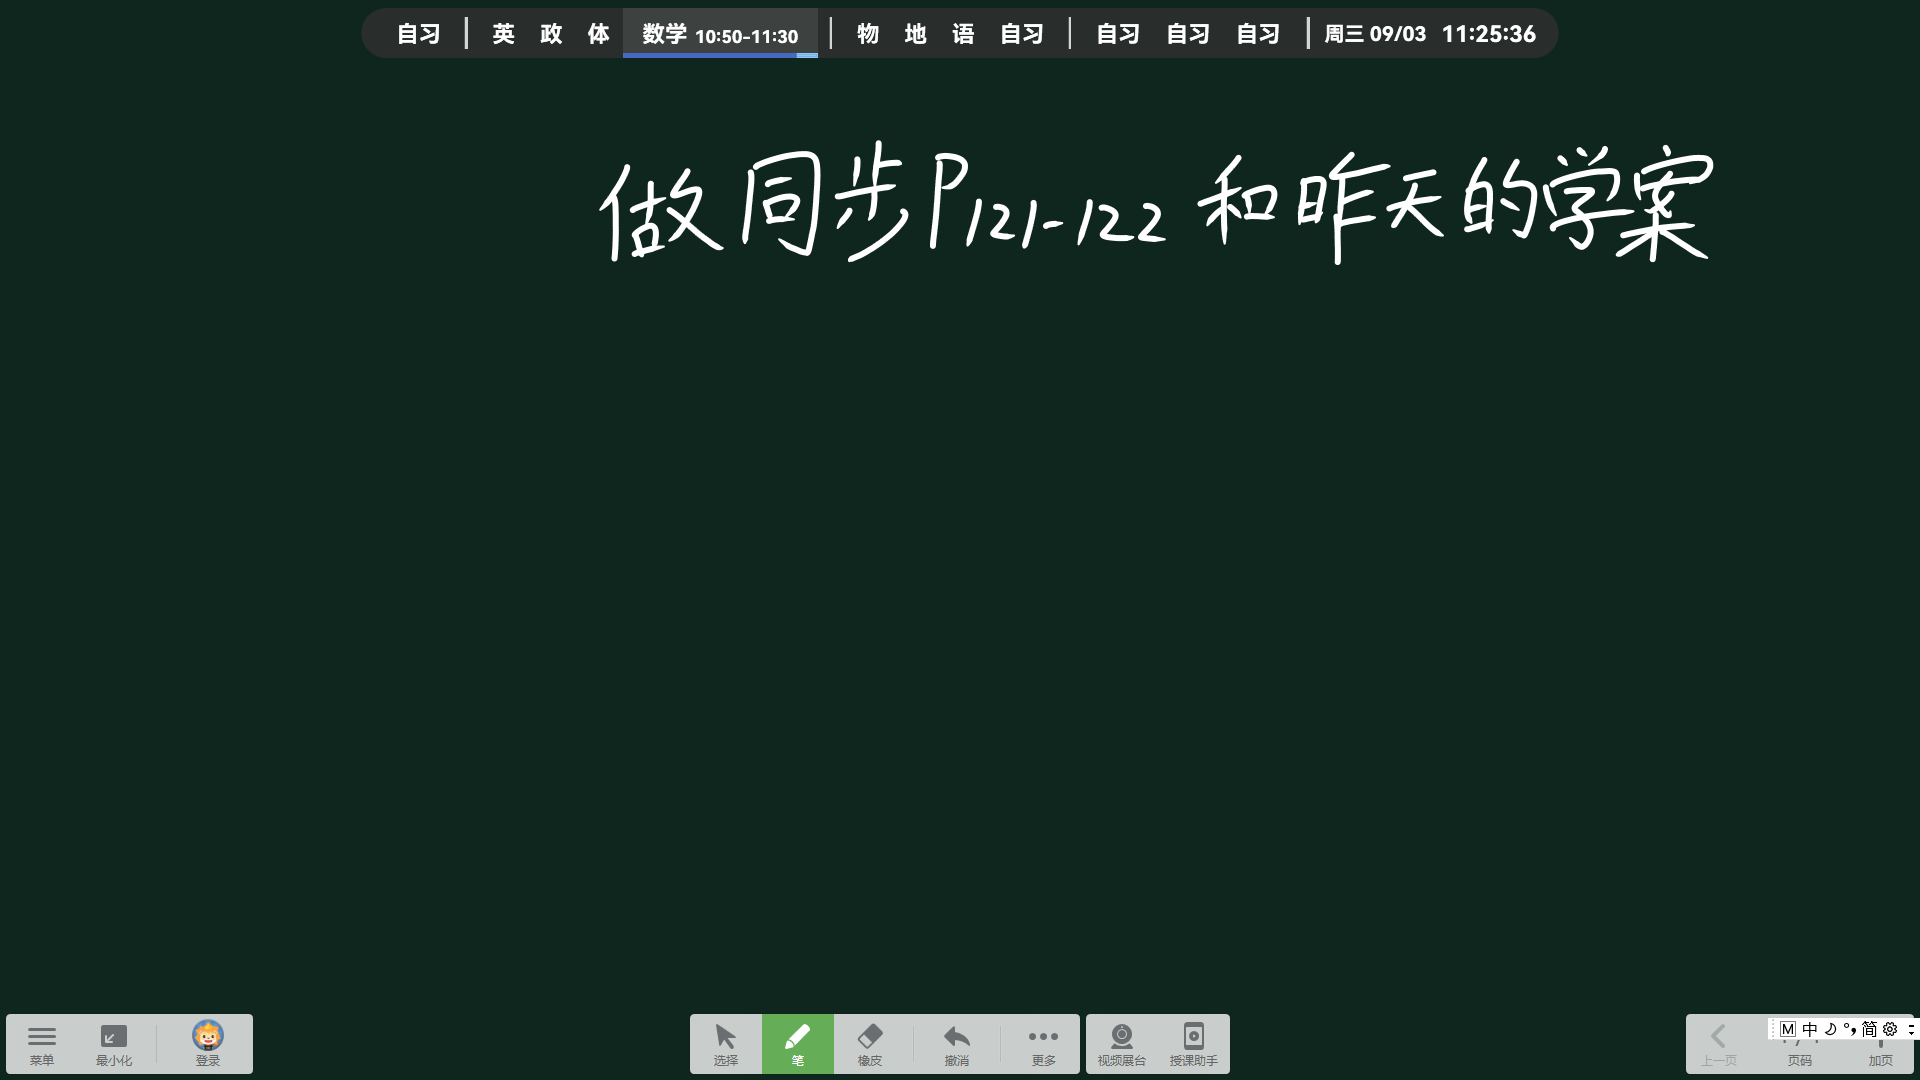 自习 | 英 政 体 数学 10:50-11:30 | 物 地 语 自习 | 自习 自习 自习 | 周三 09/03 11:25:36
做同步P121-122 和昨天的学案
菜单 最小化 登录 选择 笔 橡皮 撤消 更多 视频展台 授课助手 上一页 页码 加页
M 中 简